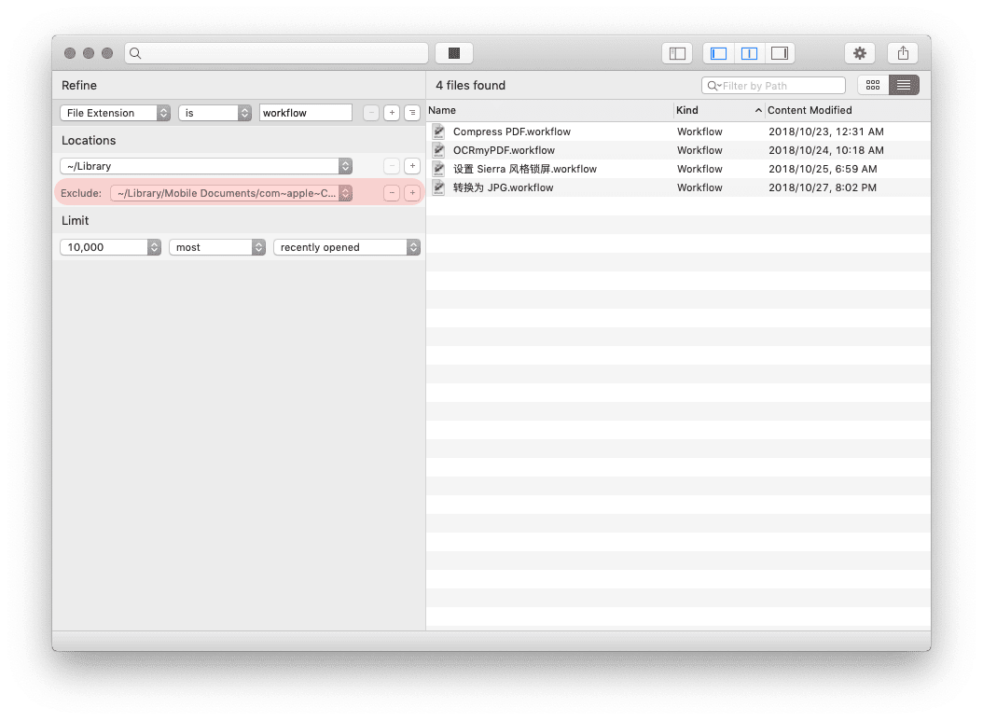 Refine
4 files found
Filter by Path
File Extension is workflow
Name Kind Content Modified
Compress PDF.workflow Workflow 2018/10/23, 12:31 AM
Locations
OCRmyPDF.workflow Workflow 2018/10/24, 10:18 AM
~/Library
设置 Sierra 风格锁屏.workflow Workflow 2018/10/25, 6:59 AM
Exclude: ~/Library/Mobile Documents/com~apple~C...
转换为 JPG.workflow Workflow 2018/10/27, 8:02 PM
Limit
10,000 most recently opened